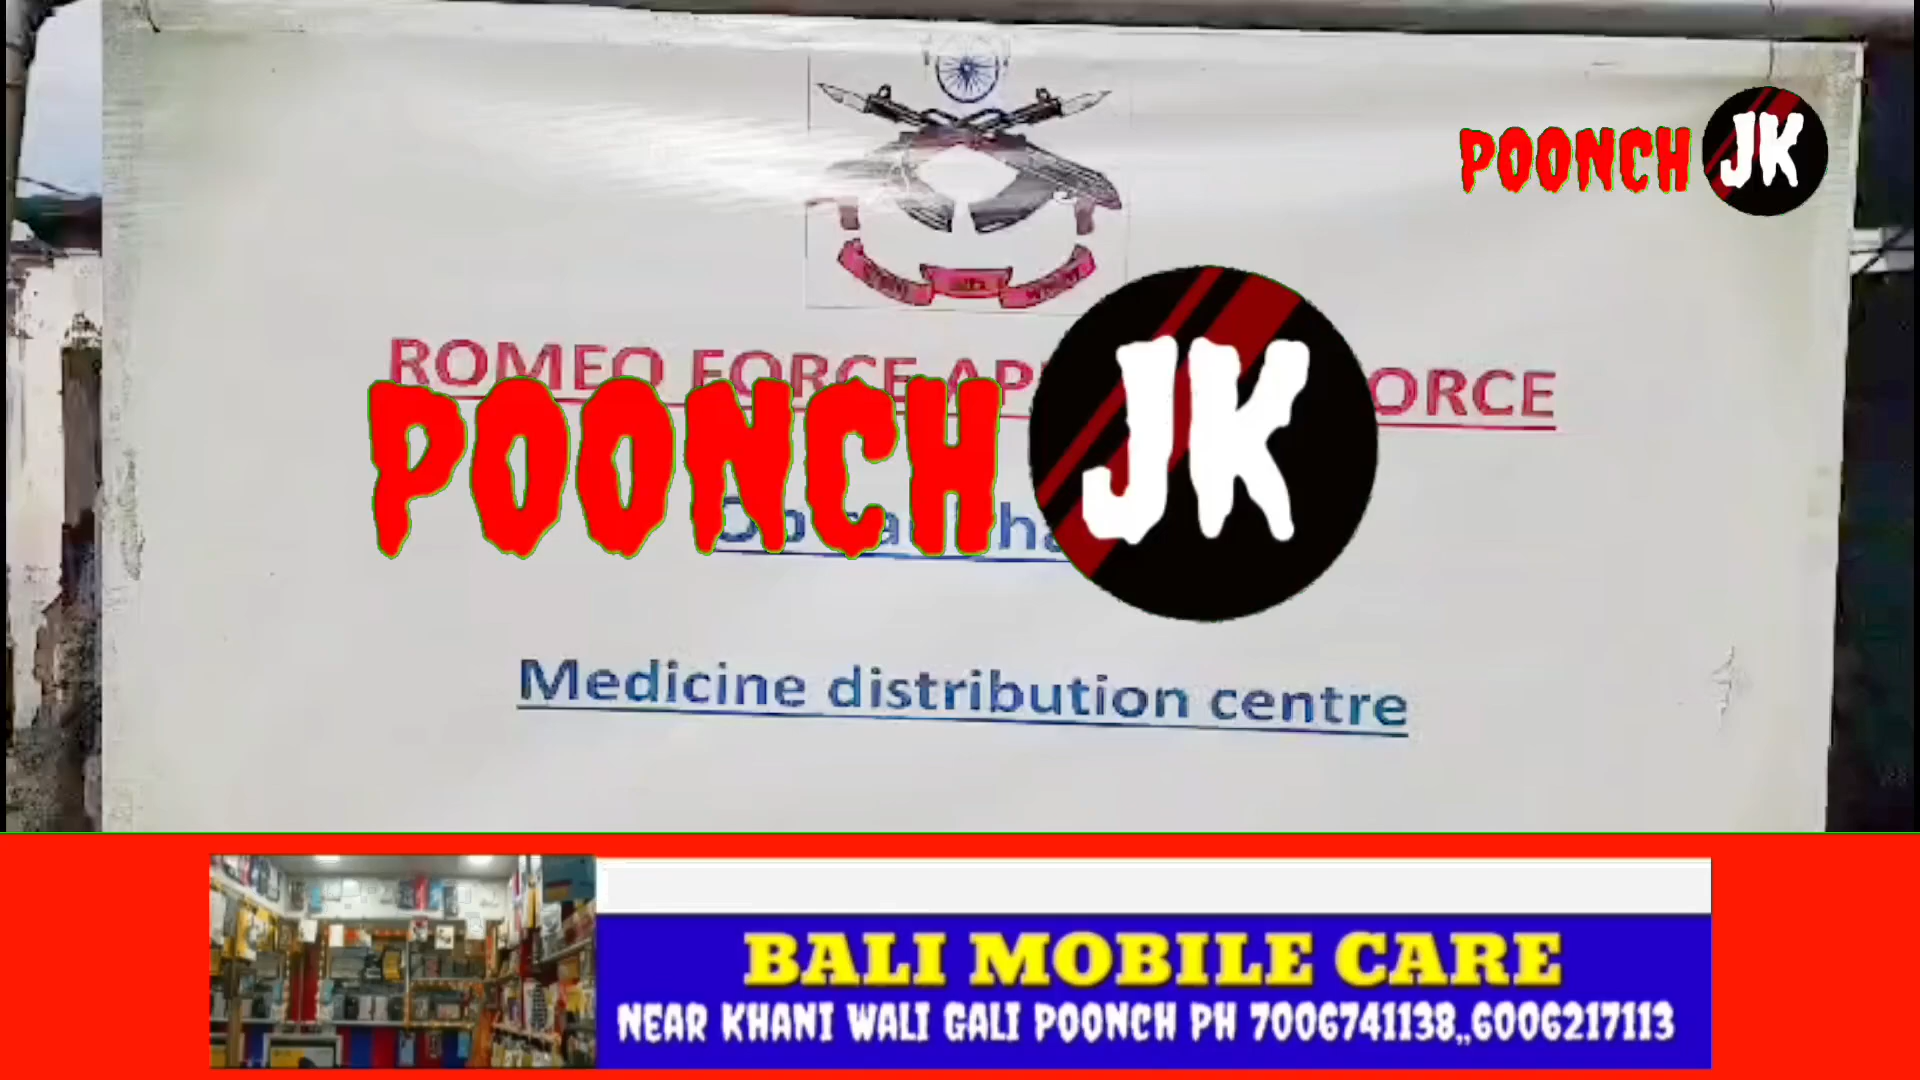 POONCH JK
ROMEO FORCE ORCE
POONCH JK
Medicine distribution centre
BALI MOBILE CARE
NEAR KHANI WALI GALI POONCH PH 7006741138,,6006217113